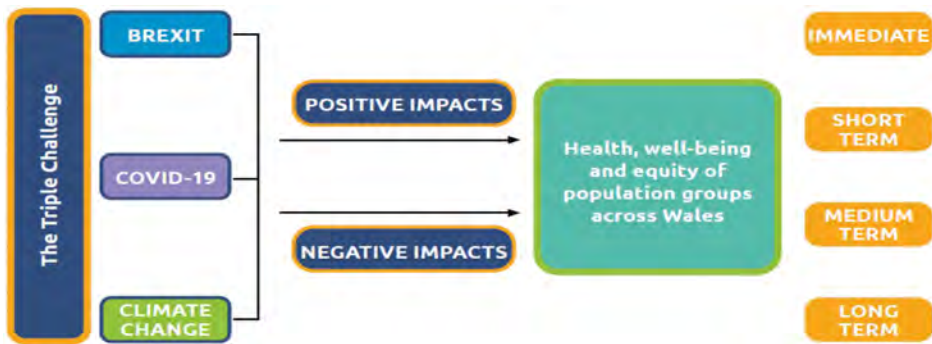 The Triple Challenge
BREXIT
COVID-19
CLIMATE
CHANGE
POSITIVE IMPACTS
NEGATIVE IMPACTS
Health, well-being
and equity of
population groups
across Wales
IMMEDIATE
SHORT
TERM
MEDIUM
TERM
LONG
TERM